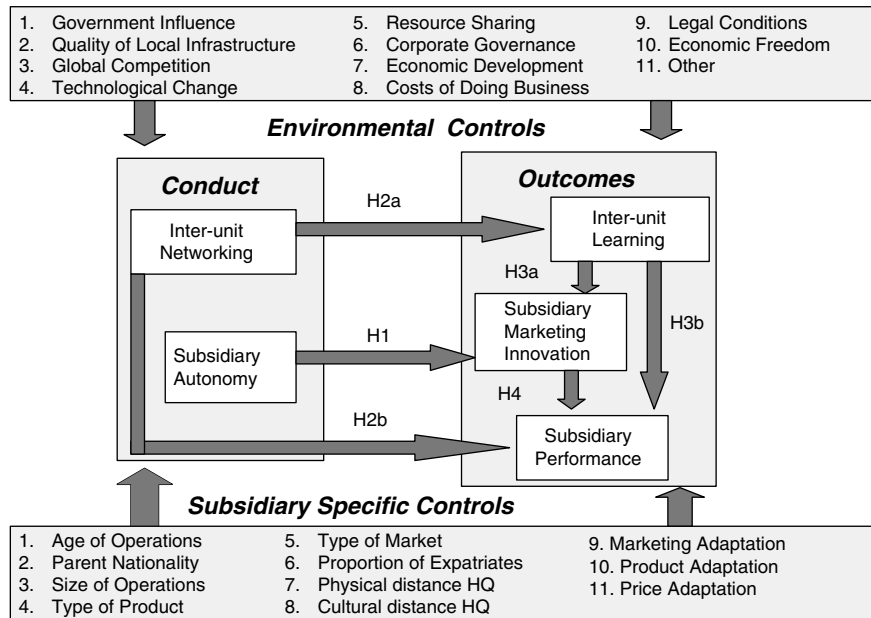 1. Government Influence
2. Quality of Local Infrastructure
3. Global Competition
4. Technological Change
5. Resource Sharing
6. Corporate Governance
7. Economic Development
8. Costs of Doing Business
9. Legal Conditions
10. Economic Freedom
11. Other
Environmental Controls
Conduct
Outcomes
Inter-unit
Networking
H2a
Inter-unit
Learning
H3a
H3b
Subsidiary
Autonomy
H1
Subsidiary
Marketing
Innovation
H4
H2b
Subsidiary
Performance
Subsidiary Specific Controls
1. Age of Operations
2. Parent Nationality
3. Size of Operations
4. Type of Product
5. Type of Market
6. Proportion of Expatriates
7. Physical distance HQ
8. Cultural distance HQ
9. Marketing Adaptation
10. Product Adaptation
11. Price Adaptation